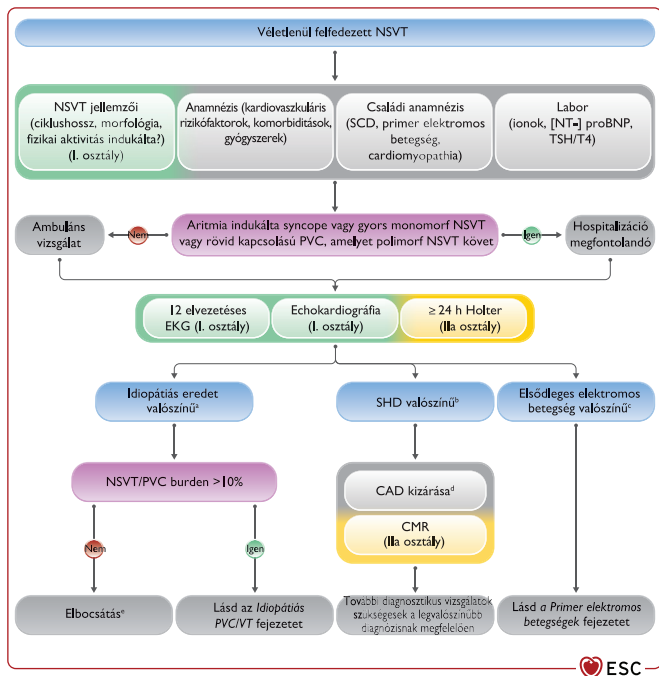 Véletlenül felfedezett NSVT
NSVT jellemzői
(ciklushossz, morfológia,
fizikai aktivitás indukálta?)
(I. osztály)
Anamnézis (kardiovaszkuláris
rizikófaktorok, komorbiditások,
gyógyszerek)
Családi anamnézis
(SCD, primer elektromos
betegség,
cardiomyopathia)
Labor
(ionok, [NT-] proBNP,
TSH/T4)
Ambuláns
vizsgálat
Nem
Aritmia indukálta syncope vagy gyors monomorf NSVT
vagy rövid kapcsolású PVC, amelyet polimorf NSVT követ
Igen
Hospitalizáció
megfontolandó
12 elvezetéses
EKG (I. osztály)
Echokardiográfia
(I. osztály)
≥ 24 h Holter
(IIa osztály)
Idiopátiás eredet
valószínűᵃ
SHD valószínűᵇ
Elsődleges elektromos
betegség valószínűᶜ
NSVT/PVC burden >10%
CAD kizárásaᵈ
CMR
(IIa osztály)
Nem
Igen
Elbocsátásᵉ
Lásd az Idiopátiás
PVC/VT fejezetet
További diagnosztikus vizsgálatok
szükségesek a legvalószínűbb
diagnózisnak megfelelően
Lásd a Primer elektromos
betegségek fejezetet
ESC